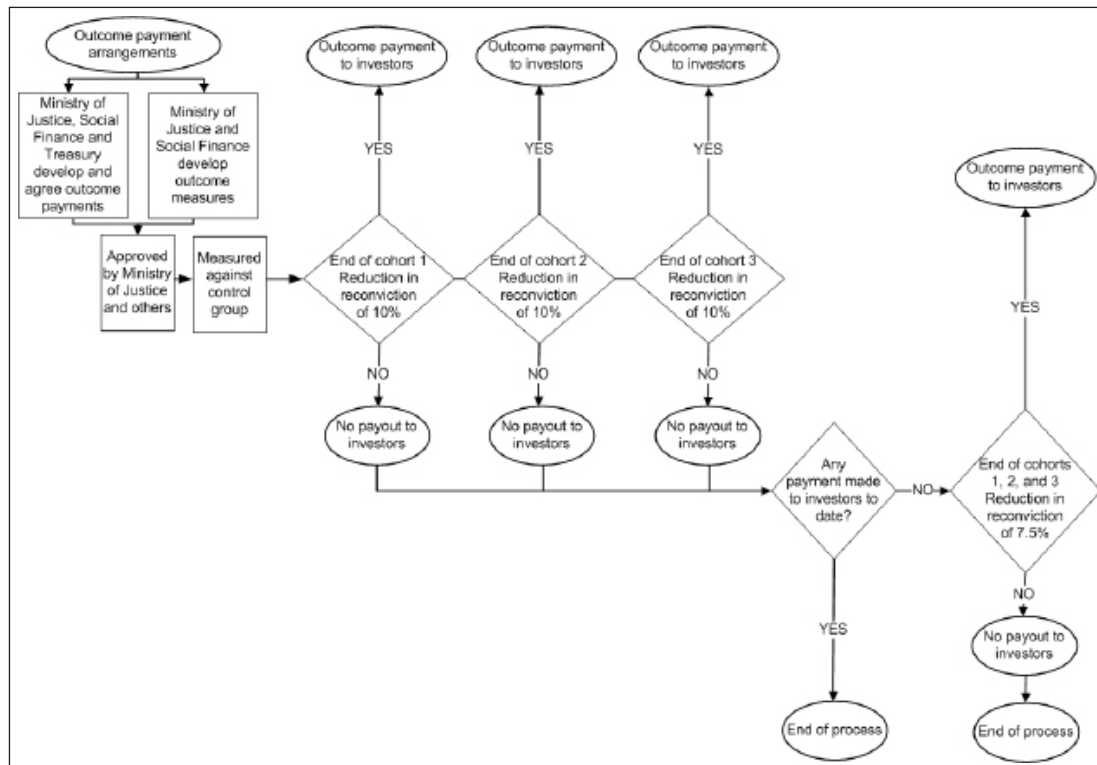 Outcome payment
arrangements
Ministry of
Justice, Social
Finance and
Treasury
develop and
agree outcome
payments
Ministry of
Justice and
Social Finance
develop
outcome
measures
Approved
by Ministry
of Justice
and others
Measured
against
control
group
Outcome payment
to investors
YES
End of cohort 1
Reduction in
reconviction
of 10%
NO
No payout to
investors
Outcome payment
to investors
YES
End of cohort 2
Reduction in
reconviction
of 10%
NO
No payout to
investors
Outcome payment
to investors
YES
End of cohort 3
Reduction in
reconviction
of 10%
NO
No payout to
investors
Any
payment made
to investors to
date?
YES
End of process
NO
Outcome payment
to investors
YES
End of cohorts
1, 2, and 3
Reduction in
reconviction
of 7.5%
NO
No payout to
investors
End of process